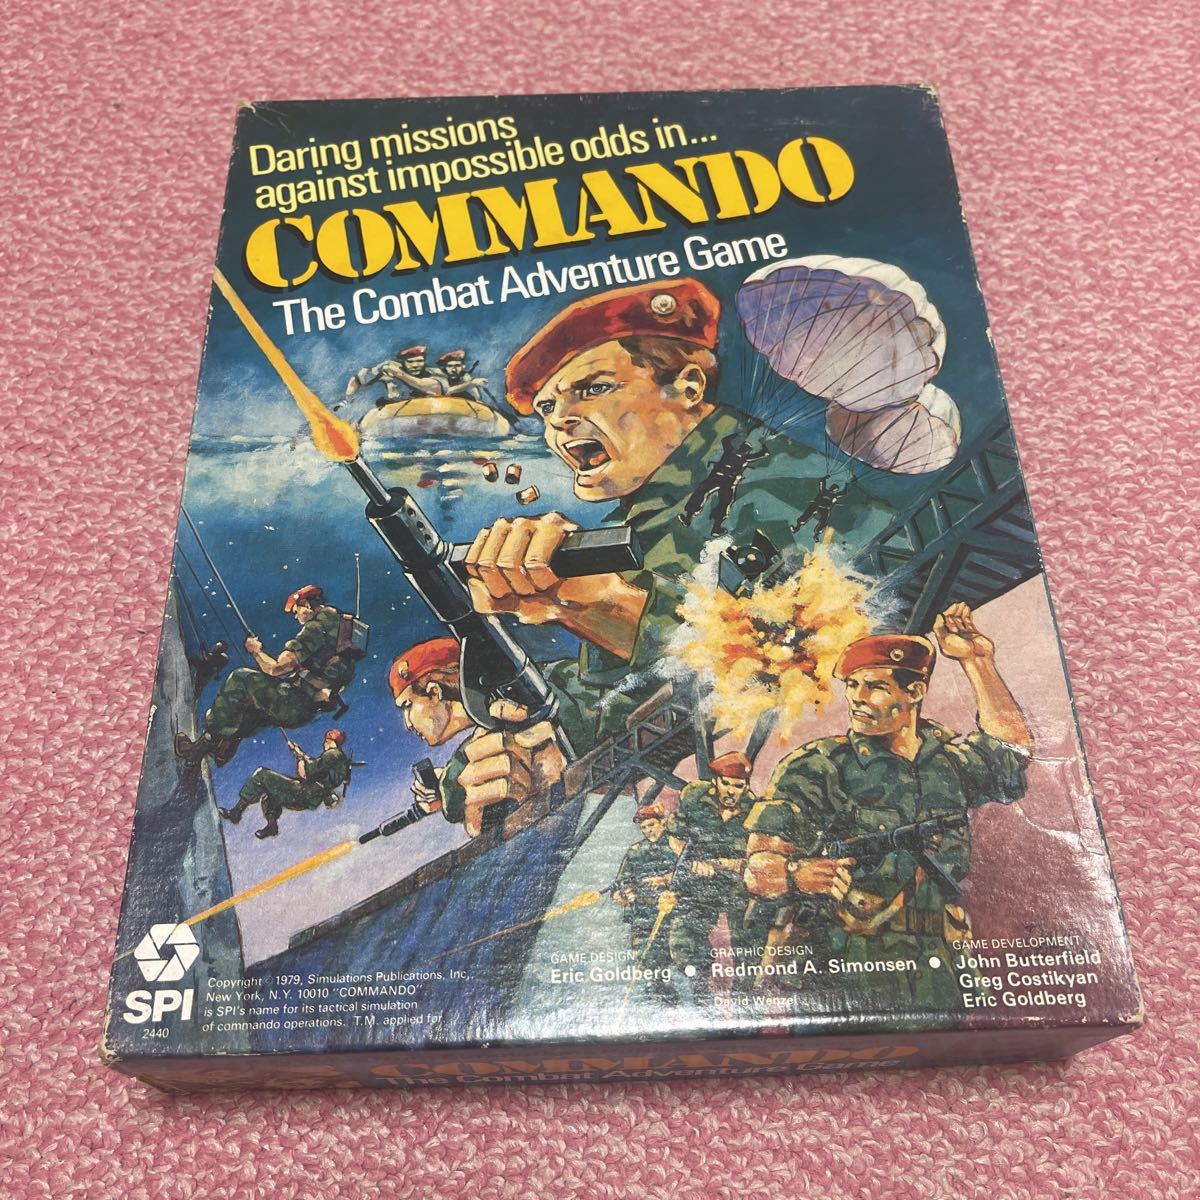 Daring missions
against impossible odds in...
COMMANDO
The Combat Adventure Game
SPI
2440
Copyright 1979, Simulations Publications, Inc.,
New York, N.Y. 10010 "COMMANDO"
is SPI's name for its tactical simulation
of commando operations. T.M. applied for.
GAME DESIGN
Eric Goldberg
●
GRAPHIC DESIGN
Redmond A. Simonsen
●
GAME DEVELOPMENT
John Butterfield
Greg Costikyan
Eric Goldberg
David Wenzel
COMMANDO
The Combat Adventure Game